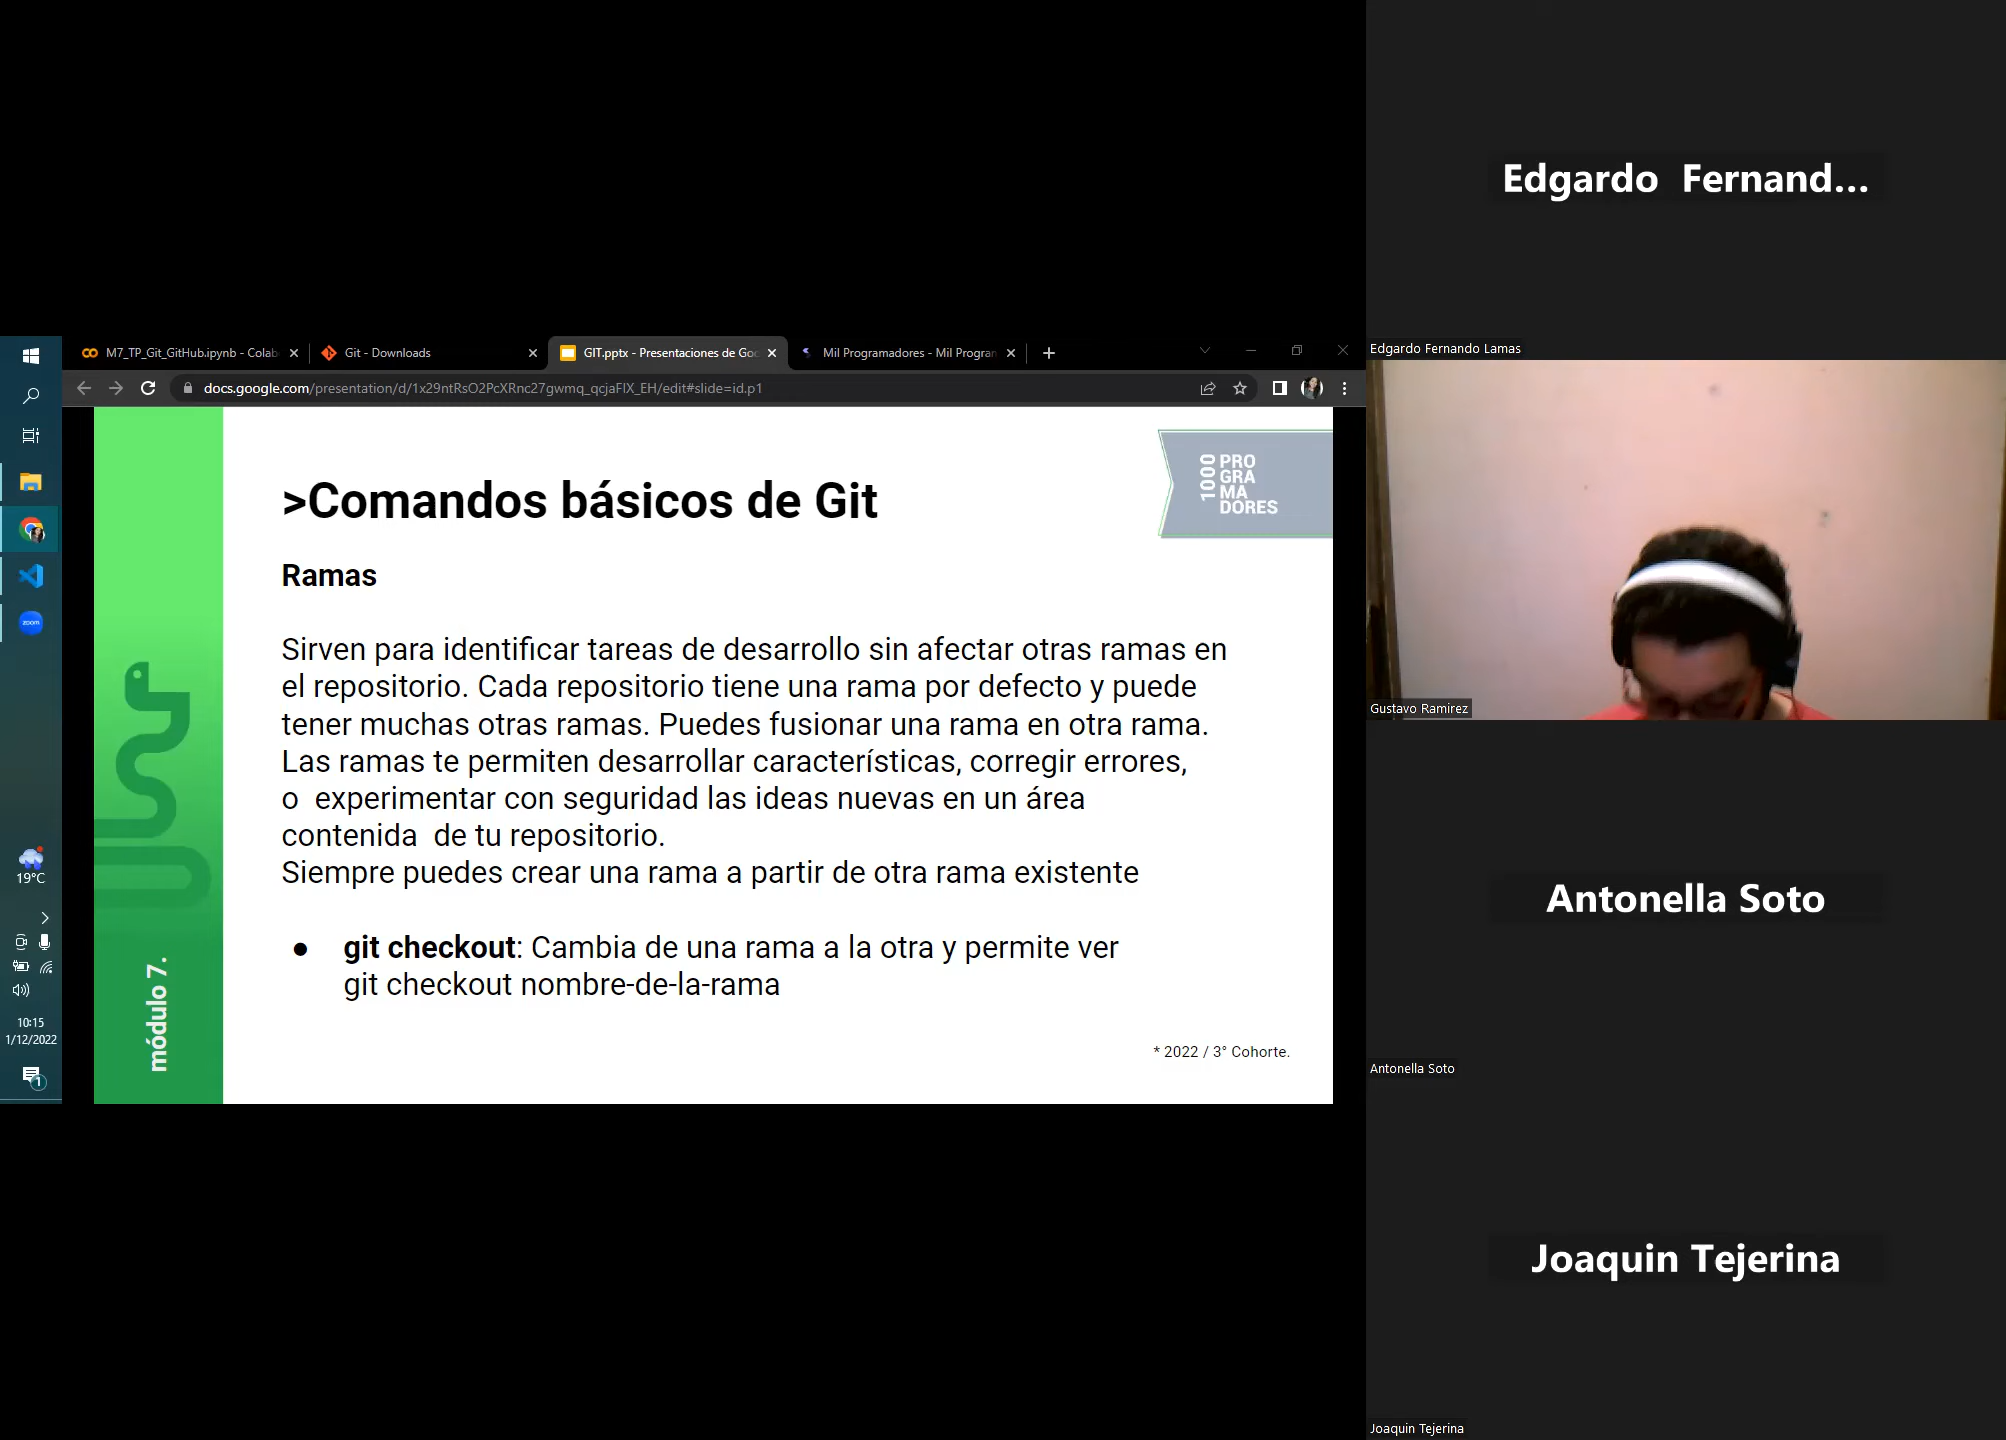 M7_TP_Git_GitHub.ipynb - Colab
Git - Downloads
GIT.pptx - Presentaciones de Goo
Mil Programadores - Mil Progran
docs.google.com/presentation/d/1x29ntRsO2PcXRnc27gwmq_qcjaFIX_EH/edit#slide=id.p1
zoom
19°C
10:15
1/12/2022
1
módulo 7.
1000
PRO
GRA
MA
DORES
>Comandos básicos de Git
Ramas
Sirven para identificar tareas de desarrollo sin afectar otras ramas en
el repositorio. Cada repositorio tiene una rama por defecto y puede
tener muchas otras ramas. Puedes fusionar una rama en otra rama.
Las ramas te permiten desarrollar características, corregir errores,
o  experimentar con seguridad las ideas nuevas en un área
contenida  de tu repositorio.
Siempre puedes crear una rama a partir de otra rama existente
● git checkout: Cambia de una rama a la otra y permite ver
git checkout nombre-de-la-rama
* 2022 / 3° Cohorte.
Edgardo  Fernand...
Edgardo Fernando Lamas
Gustavo Ramirez
Antonella Soto
Antonella Soto
Joaquin Tejerina
Joaquin Tejerina